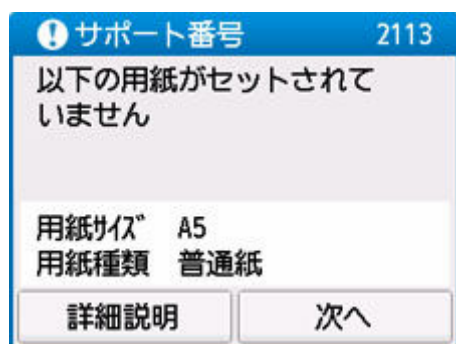 サポート番号 2113
以下の用紙がセットされて
いません
用紙ｻｲｽﾞ A5
用紙種類 普通紙
詳細説明 次へ